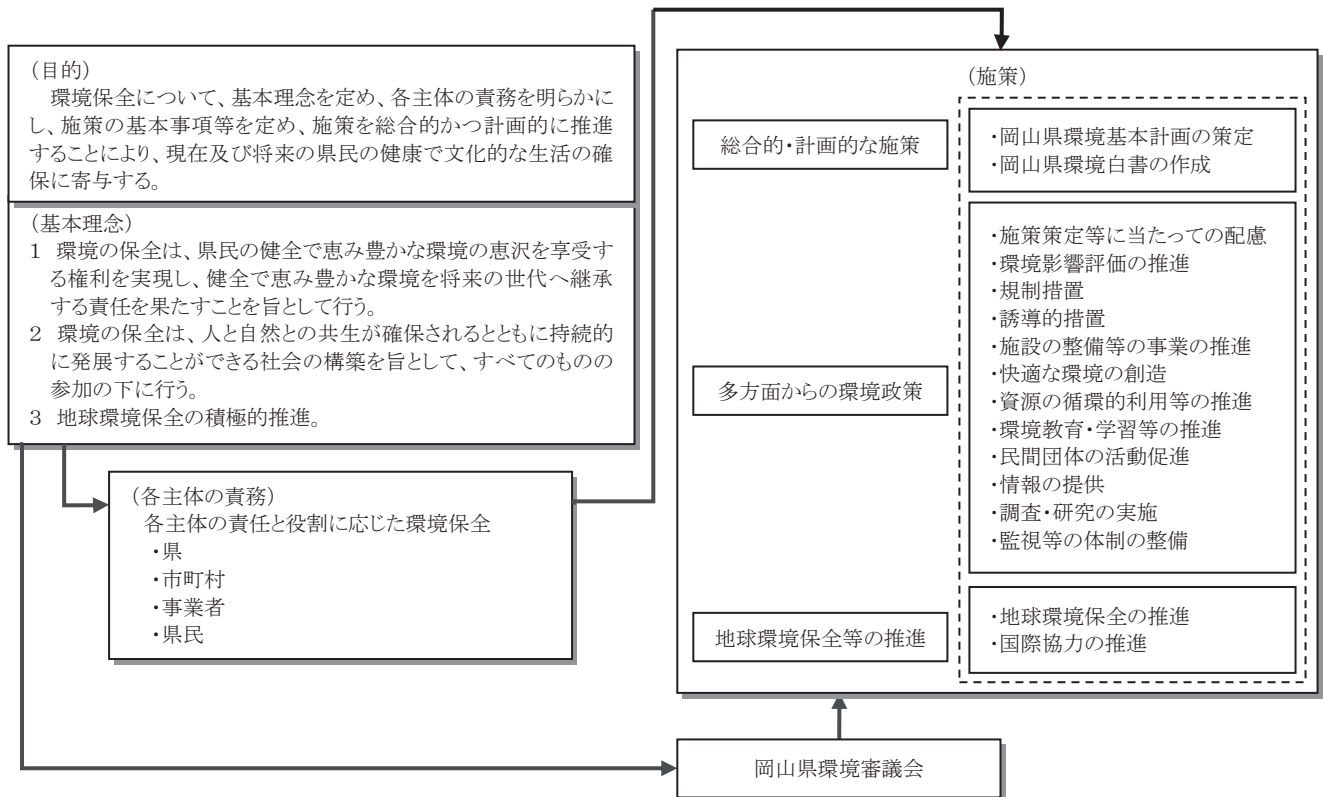 (目的)
環境保全について、基本理念を定め、各主体の責務を明らかに
し、施策の基本事項等を定め、施策を総合的かつ計画的に推進
することにより、現在及び将来の県民の健康で文化的な生活の確
保に寄与する。
(基本理念)
1 環境の保全は、県民の健全で恵み豊かな環境の恵沢を享受す
る権利を実現し、健全で恵み豊かな環境を将来の世代へ継承
する責任を果たすことを旨として行う。
2 環境の保全は、人と自然との共生が確保されるとともに持続的
に発展することができる社会の構築を旨として、すべてのものの
参加の下に行う。
3 地球環境保全の積極的推進。
(各主体の責務)
各主体の責任と役割に応じた環境保全
・県
・市町村
・事業者
・県民
(施策)
総合的・計画的な施策
・岡山県環境基本計画の策定
・岡山県環境白書の作成
多方面からの環境政策
・施策策定等に当たっての配慮
・環境影響評価の推進
・規制措置
・誘導的措置
・施設の整備等の事業の推進
・快適な環境の創造
・資源の循環的利用等の推進
・環境教育・学習等の推進
・民間団体の活動促進
・情報の提供
・調査・研究の実施
・監視等の体制の整備
地球環境保全等の推進
・地球環境保全の推進
・国際協力の推進
岡山県環境審議会